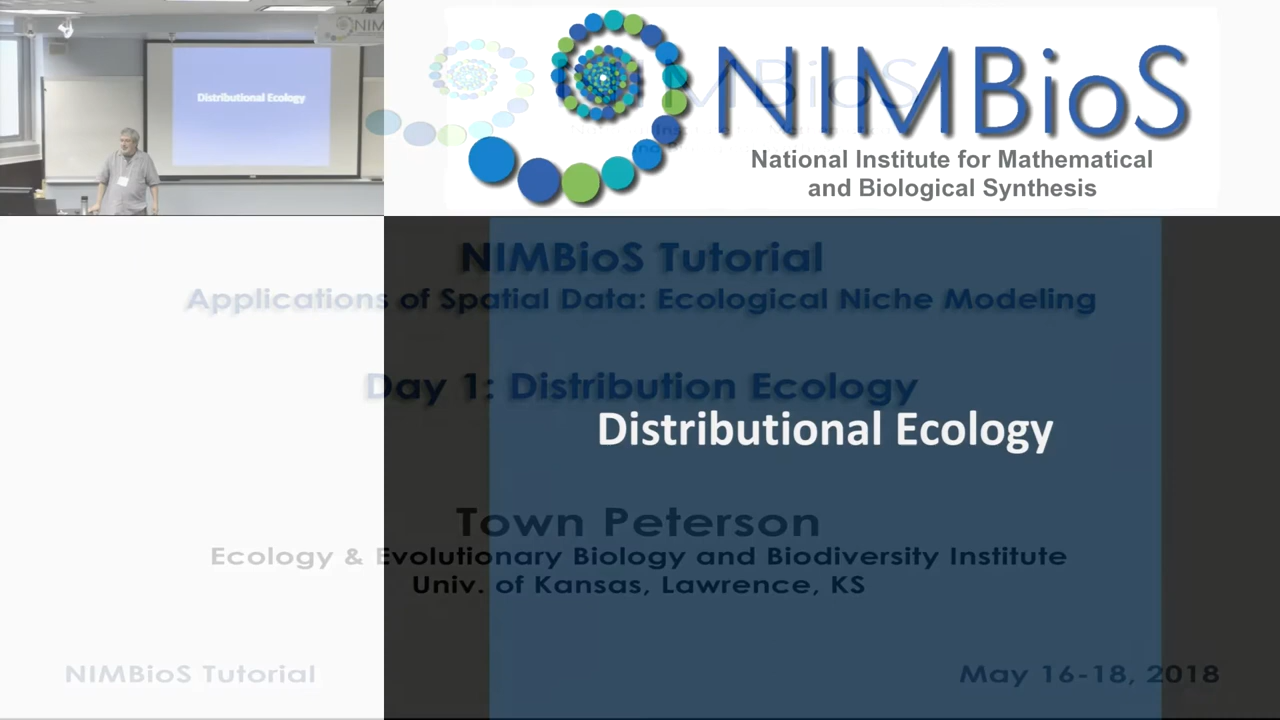 NIM
Distributional Ecology
NIMBioS
National Institute for Mathematical
and Biological Synthesis
NIMBioS Tutorial
Applications of Spatial Data: Ecological Niche Modeling
Day 1: Distribution Ecology
Distributional Ecology
Town Peterson
Ecology & Evolutionary Biology and Biodiversity Institute
Univ. of Kansas, Lawrence, KS
NIMBioS Tutorial
May 16-18, 2018